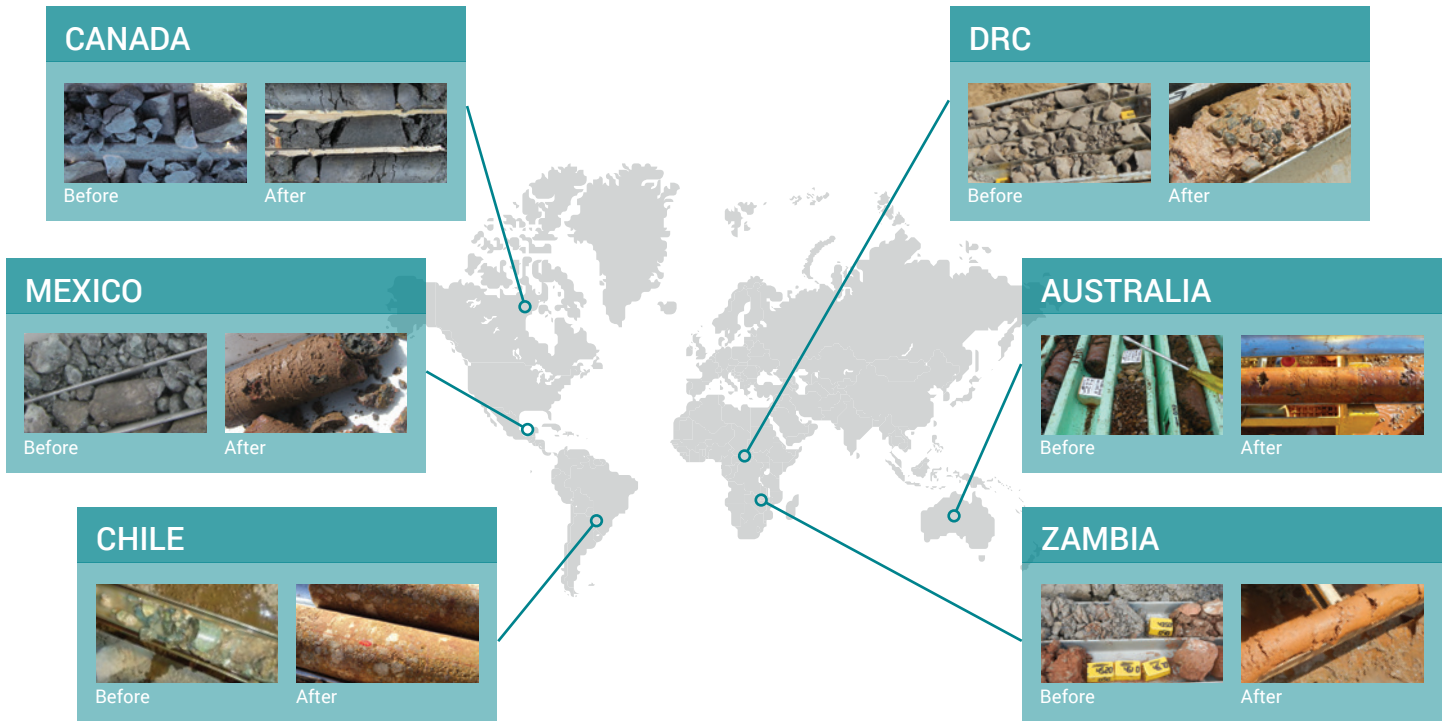 CANADA
Before
After
DRC
Before
After
MEXICO
Before
After
AUSTRALIA
Before
After
CHILE
Before
After
ZAMBIA
Before
After